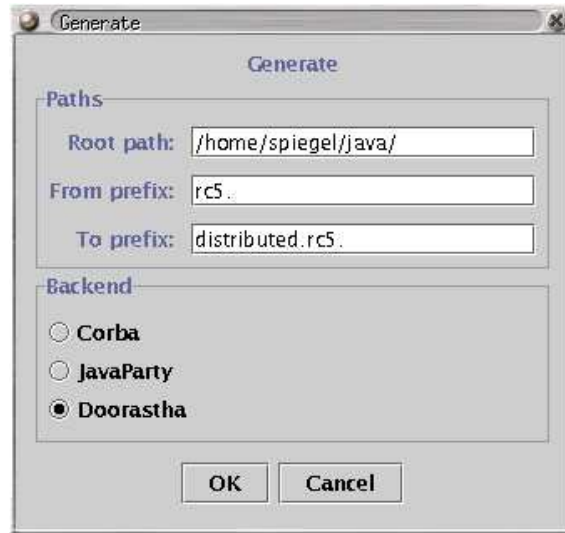 Generate
Generate
Paths
Root path: /home/spiegel/java/
From prefix: rc5.
To prefix: distributed.rc5.
Backend
Corba
JavaParty
Doorastha
OK Cancel